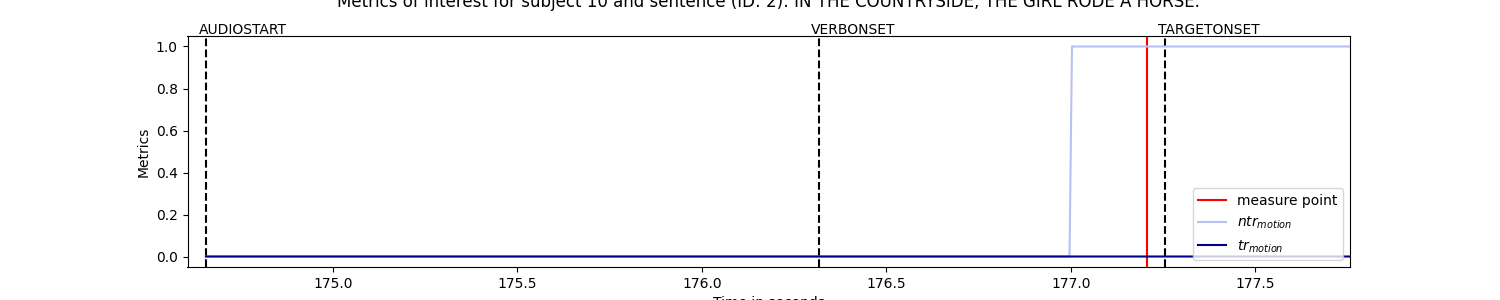 Metrics of interest for subject 10 and sentence (ID: 2): IN THE COUNTRYSIDE, THE GIRL RODE A HORSE.
AUDIOSTART VERBONSET TARGETONSET
1.0
0.8
0.6
0.4
0.2
0.0
Metrics
measure point
ntr motion
tr motion
175.0 175.5 176.0 176.5 177.0 177.5
Time in seconds